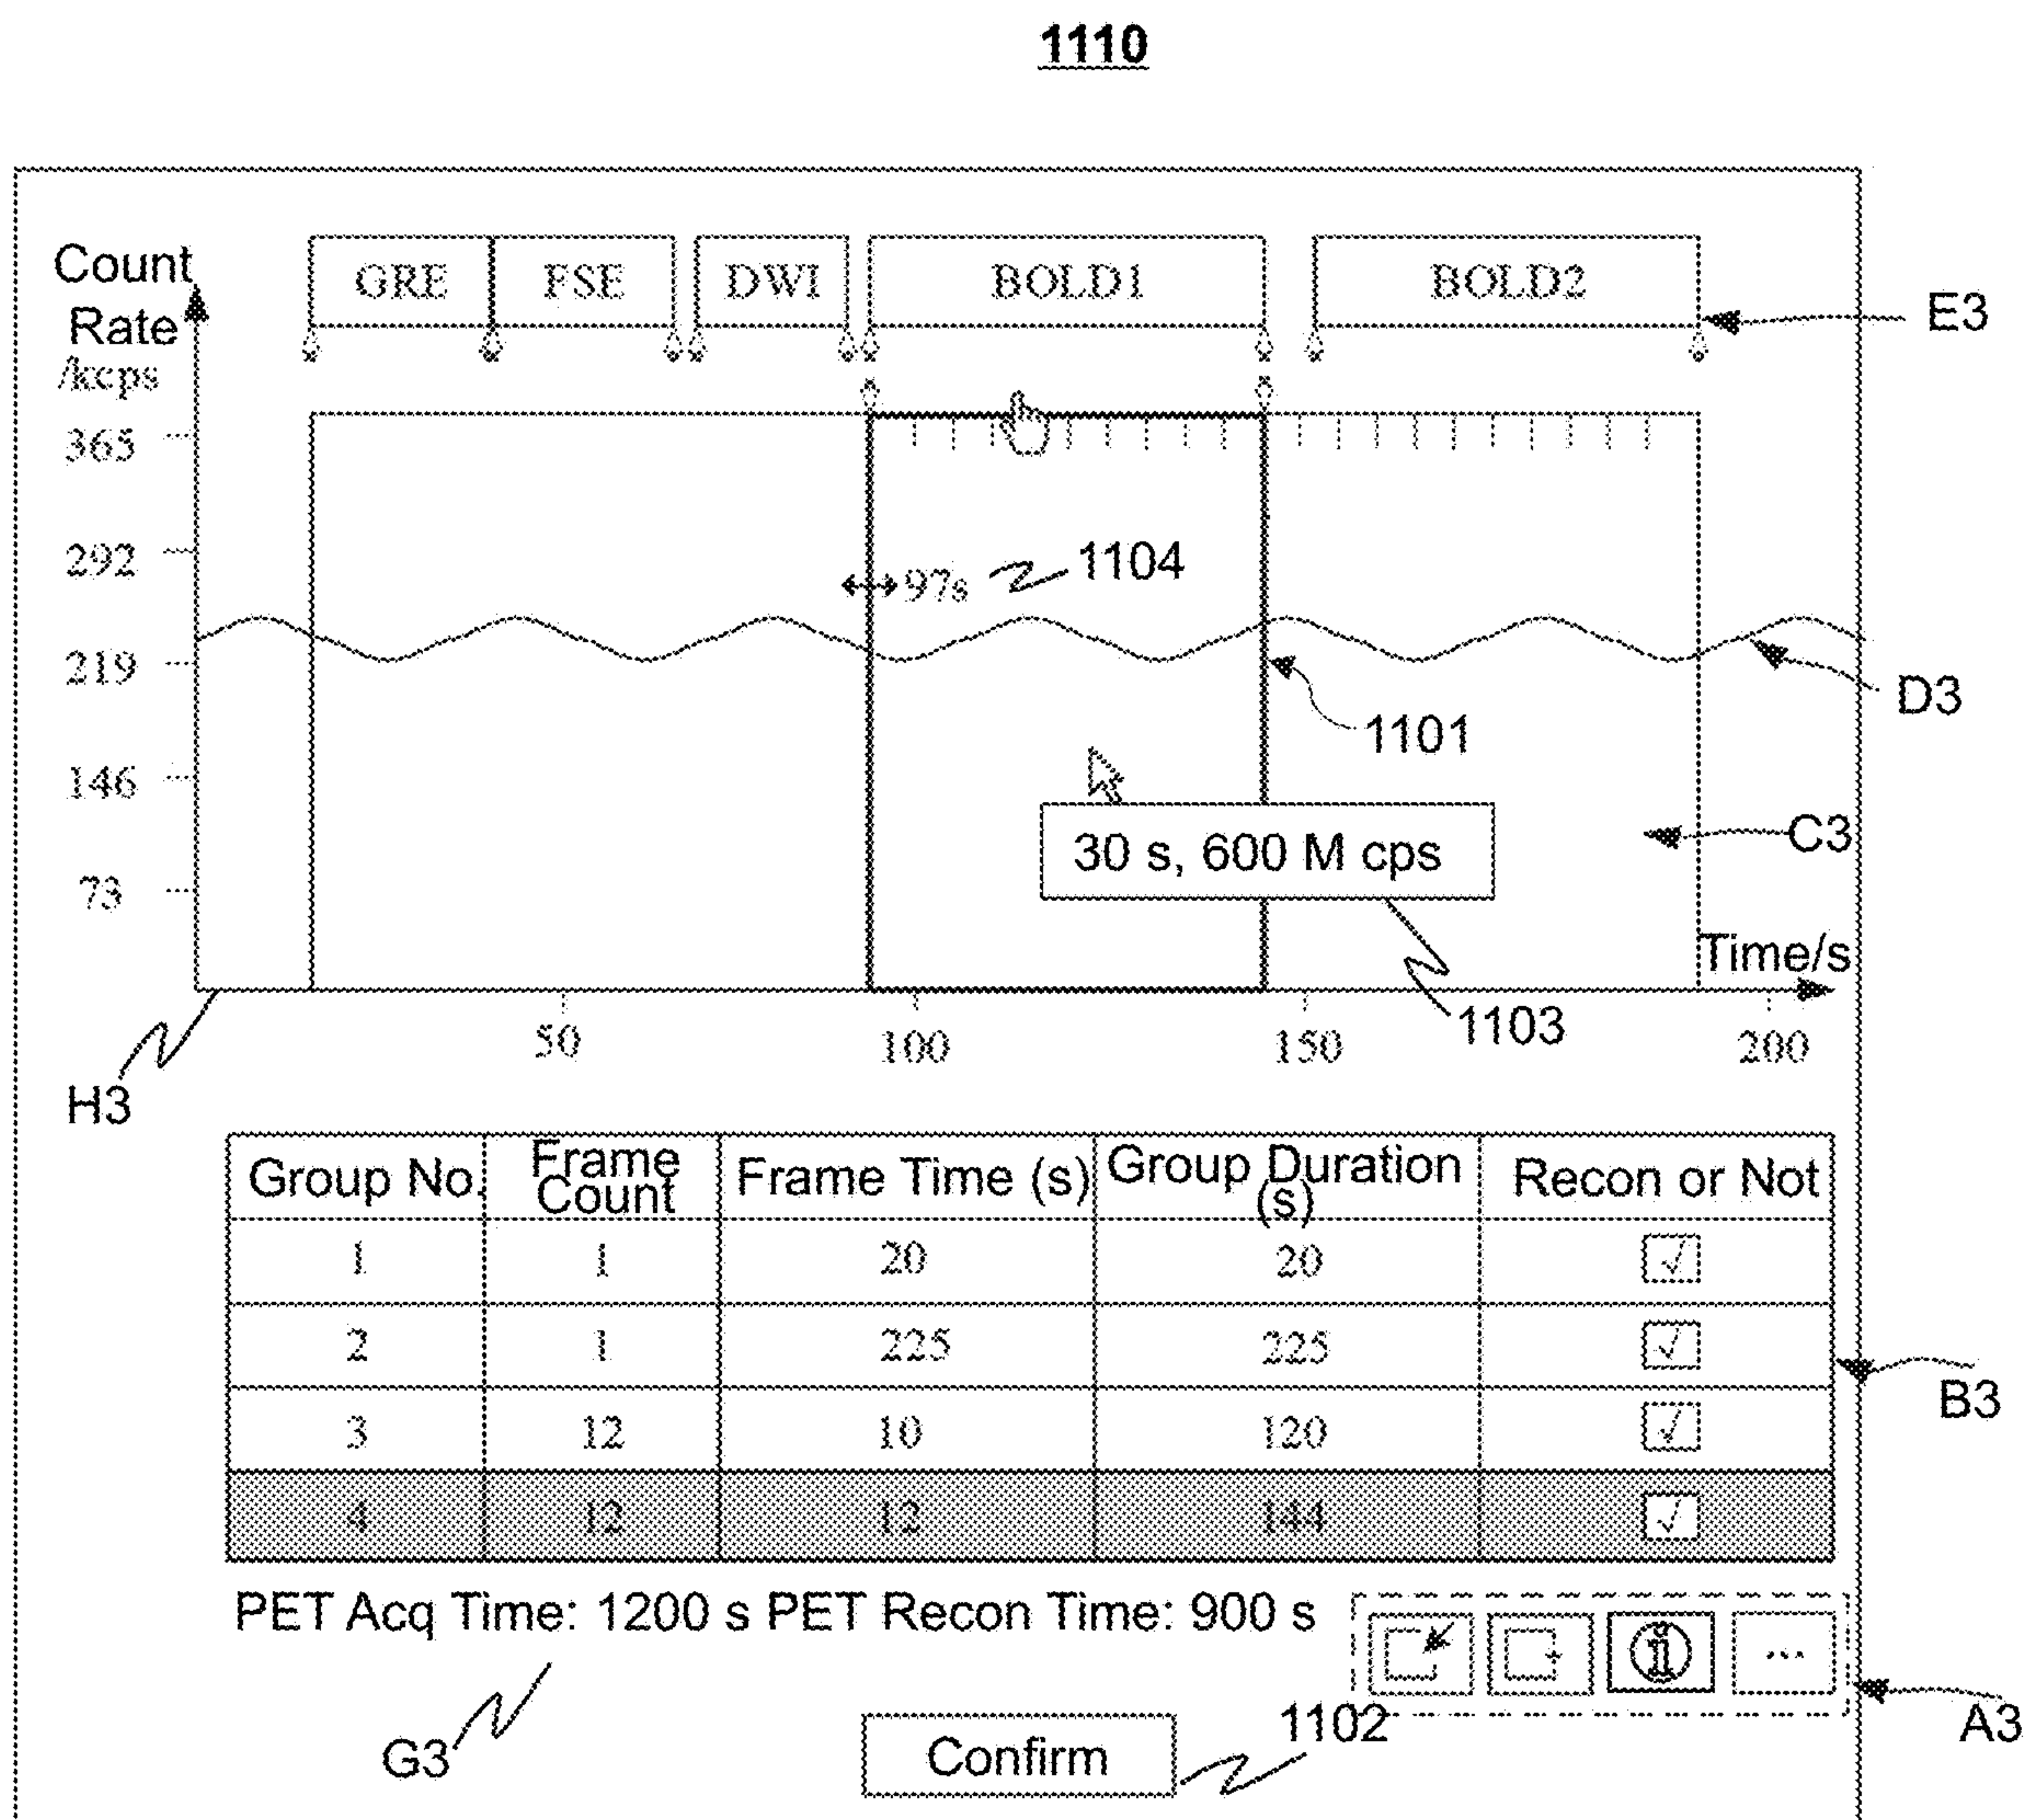 1110
Count
Rate
/kcps
GRE
FSE
DWI
BOLD1
BOLD2
E3
365
292
97s
1104
219
D3
1101
146
30 s, 600 M cps
C3
73
Time/s
1103
50
100
150
200
H3
Group No. Frame Count Frame Time (s) Group Duration (s) Recon or Not
1 1 20 20 √
2 1 225 225 √
B3
3 12 10 120 √
4 12 12 144 √
PET Acq Time: 1200 s PET Recon Time: 900 s
i ...
A3
1102
G3
Confirm